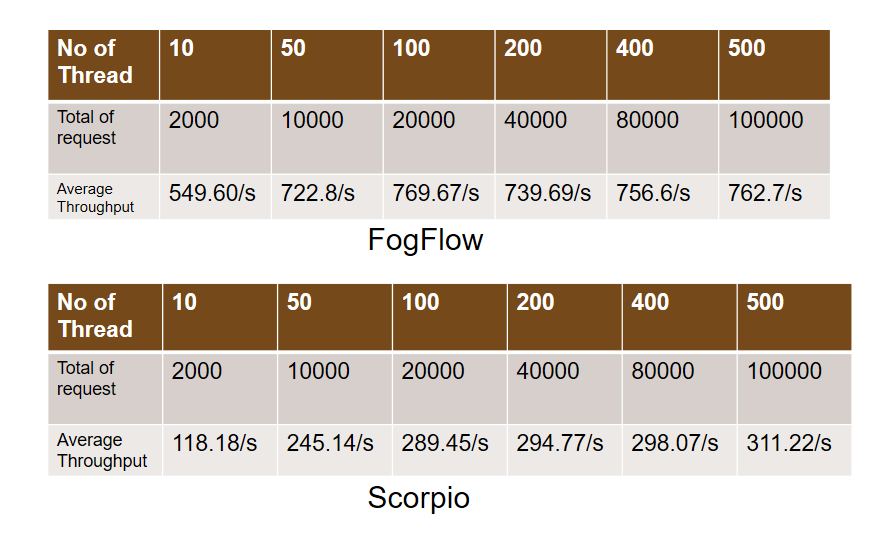 No of Thread 10 50 100 200 400 500
Total of request 2000 10000 20000 40000 80000 100000
Average Throughput 549.60/s 722.8/s 769.67/s 739.69/s 756.6/s 762.7/s
FogFlow
No of Thread 10 50 100 200 400 500
Total of request 2000 10000 20000 40000 80000 100000
Average Throughput 118.18/s 245.14/s 289.45/s 294.77/s 298.07/s 311.22/s
Scorpio